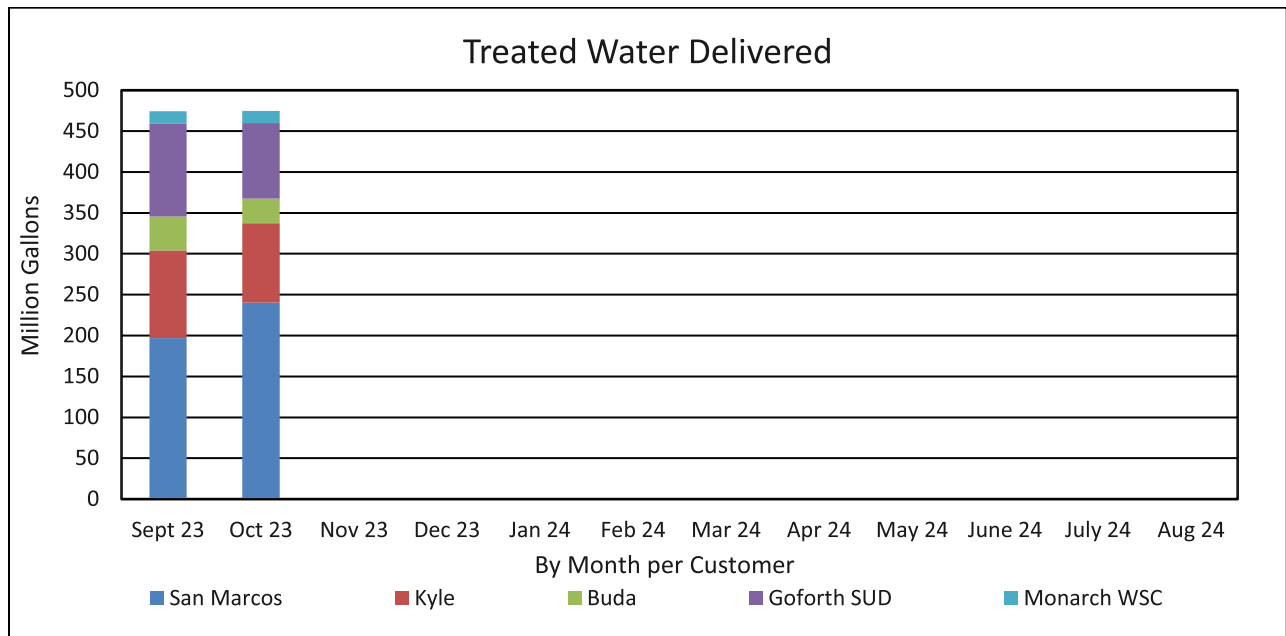 Treated Water Delivered
500
450
400
350
300
250
200
150
100
50
0
Million Gallons
Sept 23 Oct 23 Nov 23 Dec 23 Jan 24 Feb 24 Mar 24 Apr 24 May 24 June 24 July 24 Aug 24
By Month per Customer
San Marcos Kyle Buda Goforth SUD Monarch WSC